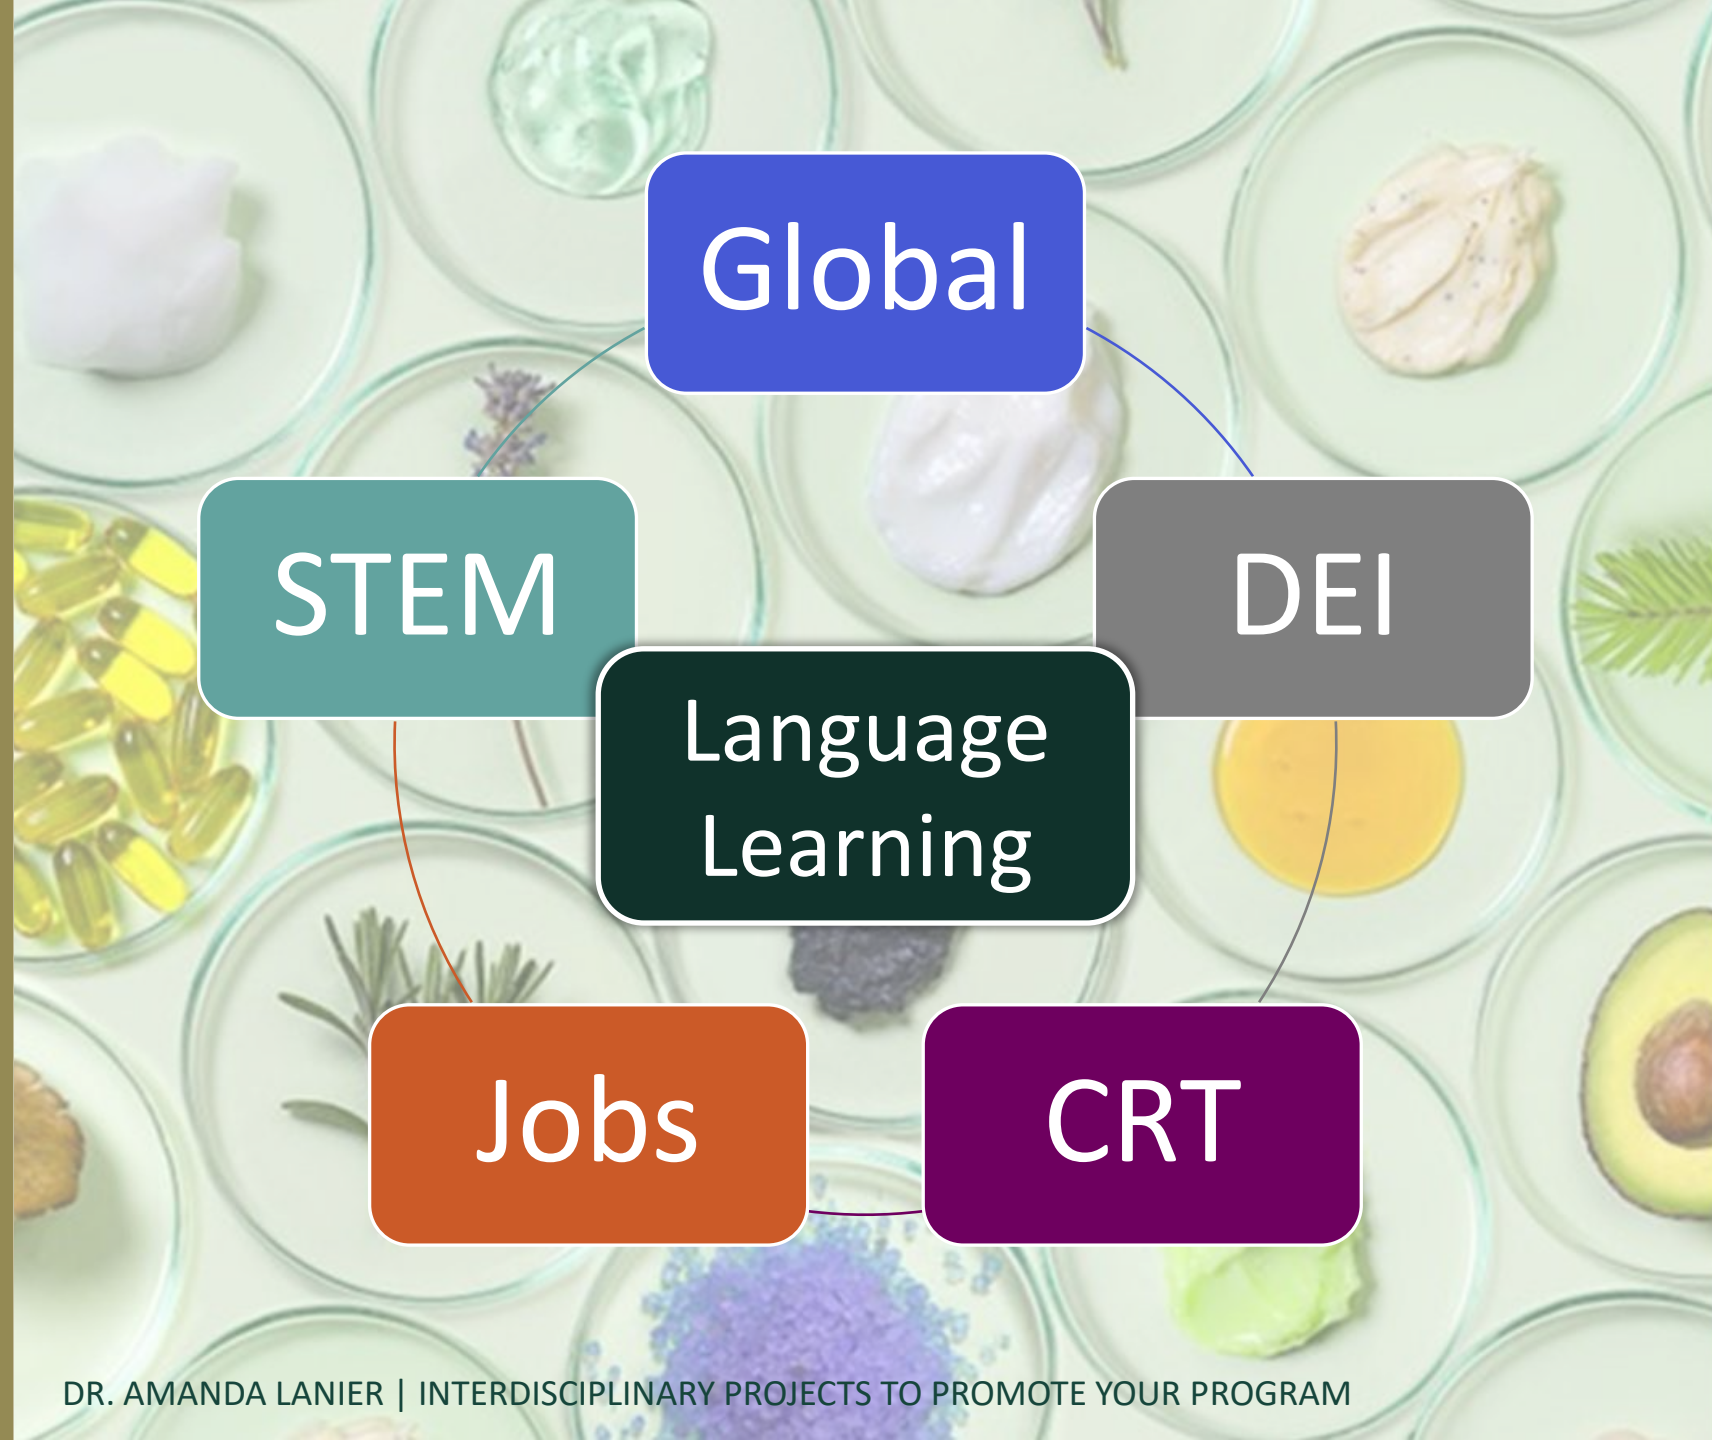 Global
STEM
DEI
Language
Learning
Jobs
CRT
DR. AMANDA LANIER | INTERDISCIPLINARY PROJECTS TO PROMOTE YOUR PROGRAM